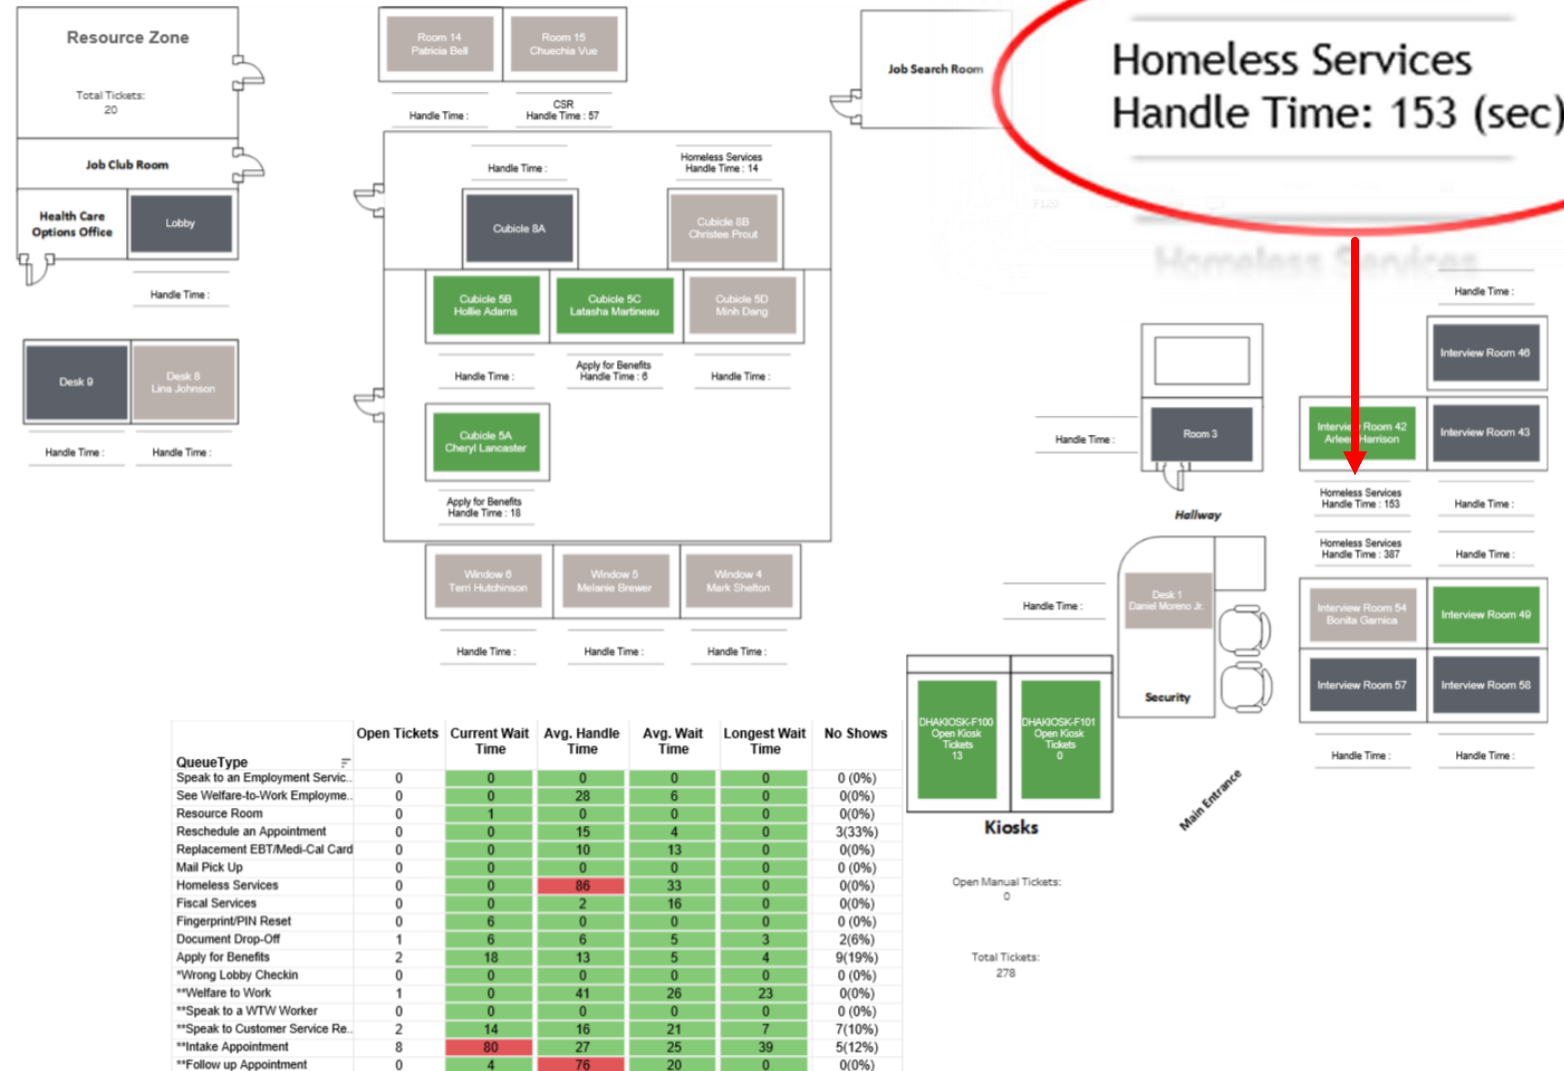 Resource Zone
Total Tickets:
20
Job Club Room
Health Care
Options Office
Lobby
Handle Time :
Desk 9
Desk 8
Lina Johnson
Handle Time :
Handle Time :
Room 14
Patricia Bell
Room 15
Chuechia Vue
Handle Time :
CSR
Handle Time : 57
Handle Time :
Homeless Services
Handle Time : 14
Cubicle 8A
Cubicle 8B
Christee Prout
Cubicle 5B
Hollie Adams
Cubicle 5C
Latasha Martineau
Cubicle 5D
Minh Dang
Handle Time :
Apply for Benefits
Handle Time : 6
Handle Time :
Cubicle 5A
Cheryl Lancaster
Apply for Benefits
Handle Time : 18
Window 6
Terri Hutchinson
Window 5
Melanie Brewer
Window 4
Mark Shelton
Handle Time :
Handle Time :
Handle Time :
Job Search Room
Homeless Services
Handle Time: 153 (sec)
Homeless Services
Handle Time :
Interview Room 46
Room 3
Handle Time :
Interview Room 42
Arleen Harrison
Interview Room 43
Homeless Services
Handle Time : 153
Handle Time :
Hallway
Homeless Services
Handle Time : 387
Handle Time :
Handle Time :
Desk 1
Daniel Moreno Jr.
Interview Room 54
Bonita Garnica
Interview Room 49
Interview Room 57
Interview Room 58
Security
Handle Time :
Handle Time :
DHAKIOSK-F100
Open Kiosk
Tickets
13
DHAKIOSK-F101
Open Kiosk
Tickets
0
Kiosks
Main Entrance
Open Manual Tickets:
0
Total Tickets:
278
QueueType Open Tickets Current Wait Time Avg. Handle Time Avg. Wait Time Longest Wait Time No Shows
Speak to an Employment Servic.. 0 0 0 0 0 0 (0%)
See Welfare-to-Work Employme.. 0 0 28 6 0 0(0%)
Resource Room 0 1 0 0 0 0(0%)
Reschedule an Appointment 0 0 15 4 0 3(33%)
Replacement EBT/Medi-Cal Card 0 0 10 13 0 0(0%)
Mail Pick Up 0 0 0 0 0 0 (0%)
Homeless Services 0 0 86 33 0 0(0%)
Fiscal Services 0 0 2 16 0 0(0%)
Fingerprint/PIN Reset 0 6 0 0 0 0 (0%)
Document Drop-Off 1 6 6 5 3 2(6%)
Apply for Benefits 2 18 13 5 4 9(19%)
*Wrong Lobby Checkin 0 0 0 0 0 0 (0%)
**Welfare to Work 1 0 41 26 23 0(0%)
**Speak to a WTW Worker 0 0 0 0 0 0 (0%)
**Speak to Customer Service Re.. 2 14 16 21 7 7(10%)
**Intake Appointment 8 80 27 25 39 5(12%)
**Follow up Appointment 0 4 76 20 0 0(0%)